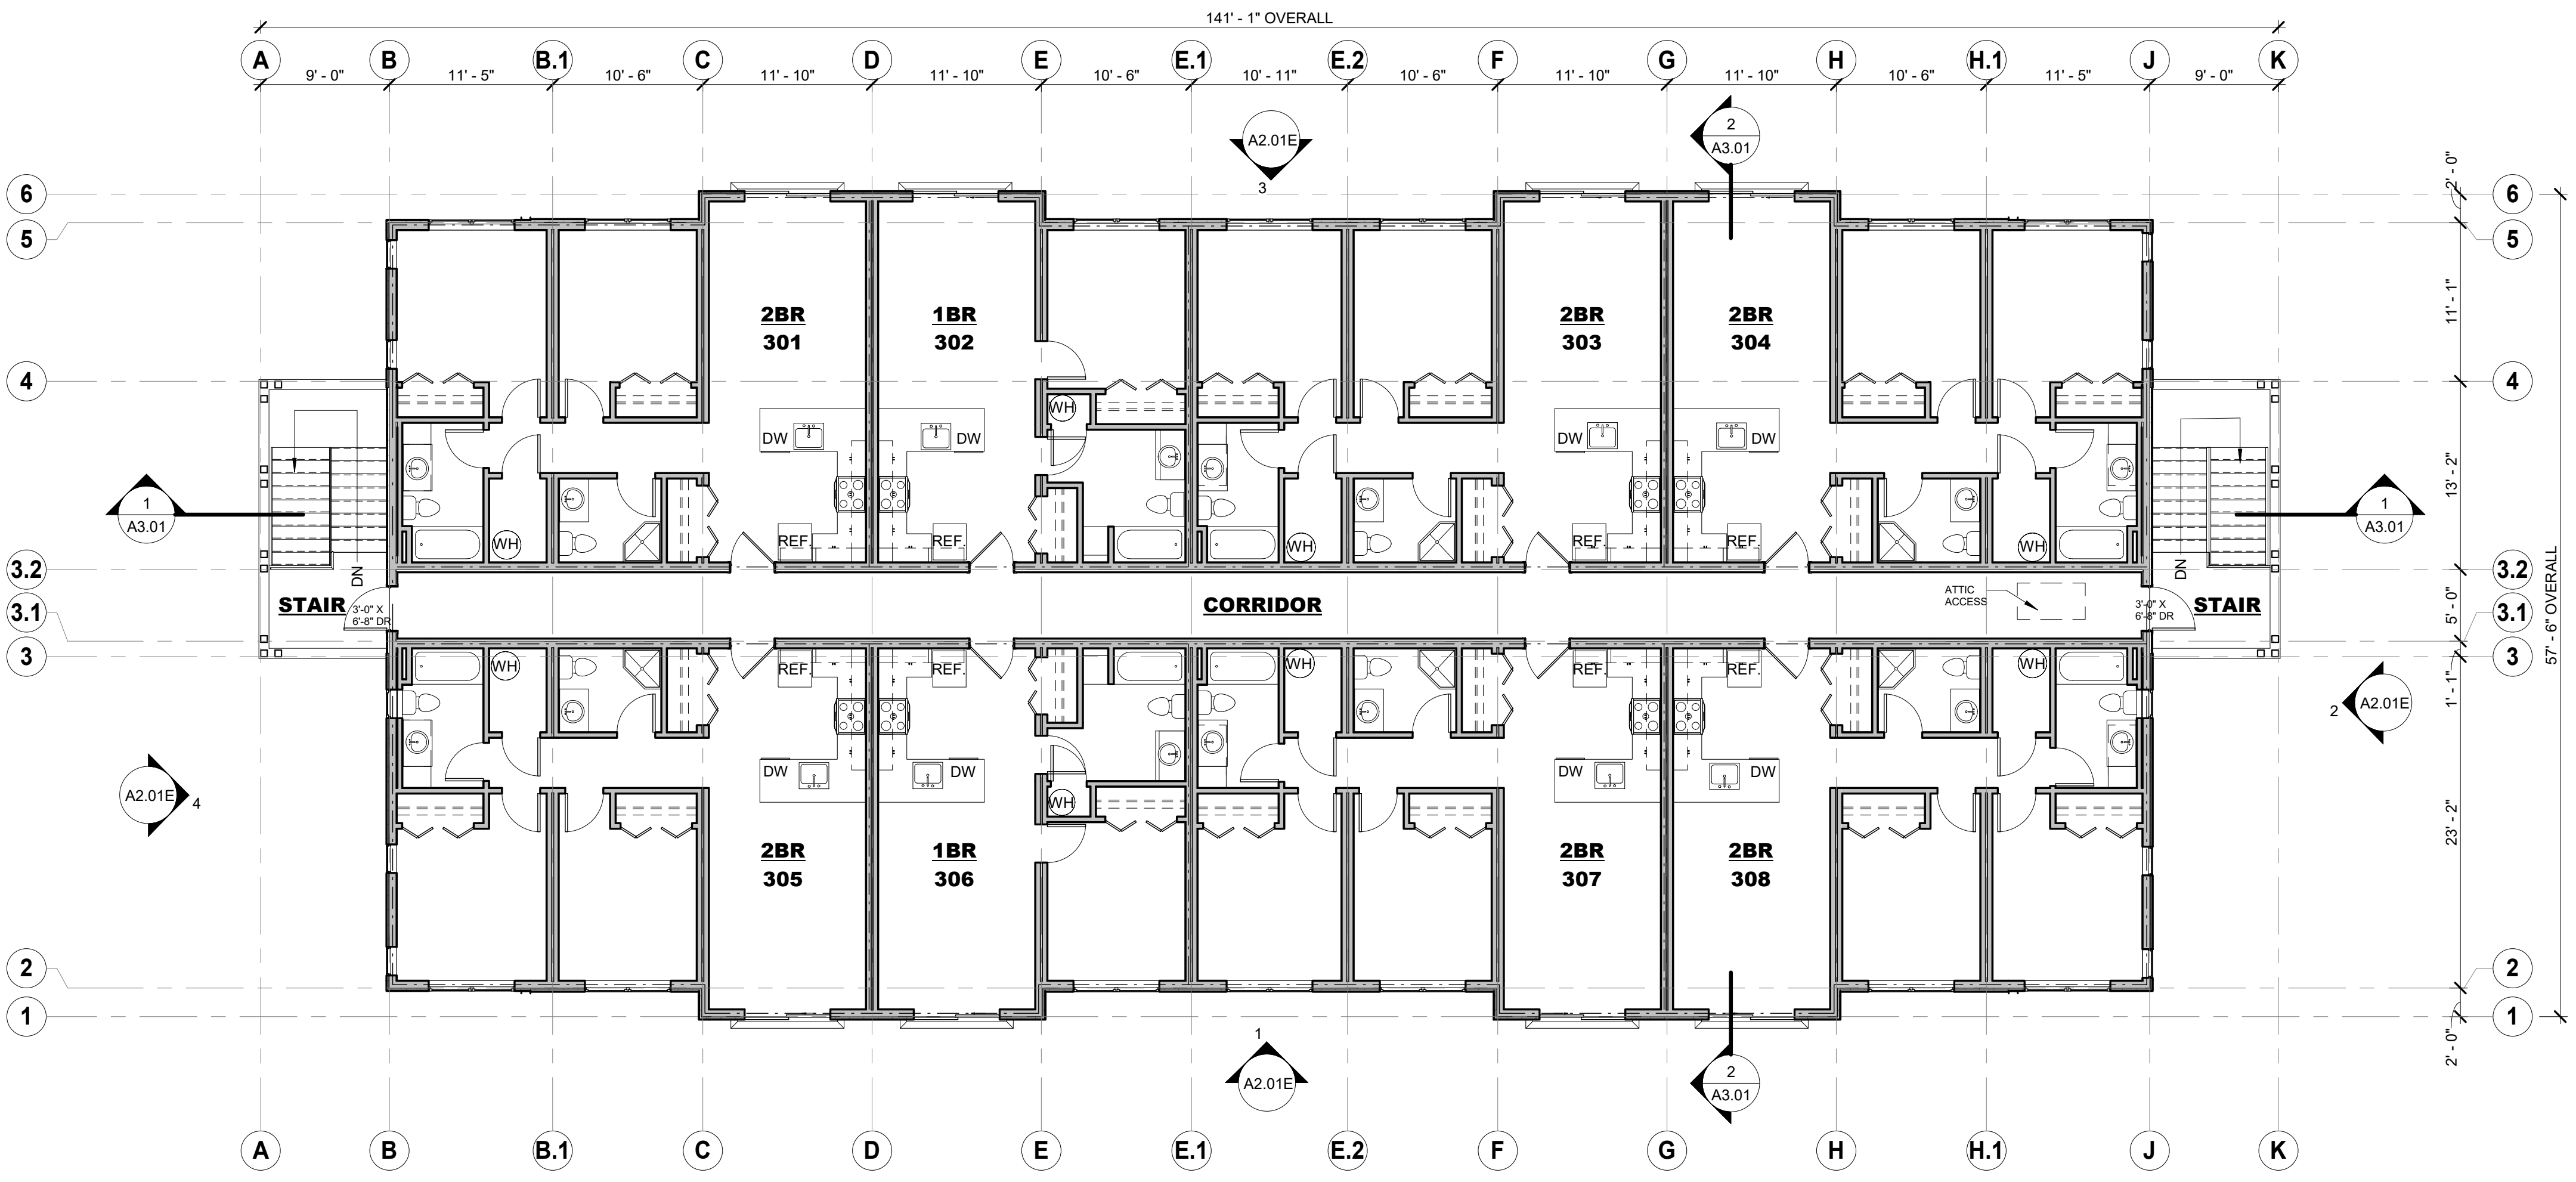 141' - 1" OVERALL
A B B.1 C D E E.1 E.2 F G H H.1 J K
9' - 0" 11' - 5" 10' - 6" 11' - 10" 11' - 10" 10' - 6" 10' - 11" 10' - 6" 11' - 10" 11' - 10" 10' - 6" 11' - 5" 9' - 0"
A2.01E
3
2
A3.01
6 6
2' - 0"
5 5
11' - 1"
2BR
301
1BR
302
2BR
303
2BR
304
4 4
WH
DW DW DW DW
13' - 2"
1
A3.01
1
A3.01
REF. REF. REF. REF.
WH WH WH
DN DN
3.2 3.2
STAIR
3'-0" X
6'-8" DR
CORRIDOR
ATTIC
ACCESS
3'-0" X
6'-8" DR
STAIR
5' - 0"
57' - 6" OVERALL
3.1 3.1
3 3
WH WH WH
REF. REF. REF. REF.
1' - 1"
2
A2.01E
DW DW DW DW
A2.01E
4
WH
23' - 2"
2BR
305
1BR
306
2BR
307
2BR
308
2 2
1 1
2' - 0"
1
A2.01E
2
A3.01
A B B.1 C D E E.1 E.2 F G H H.1 J K